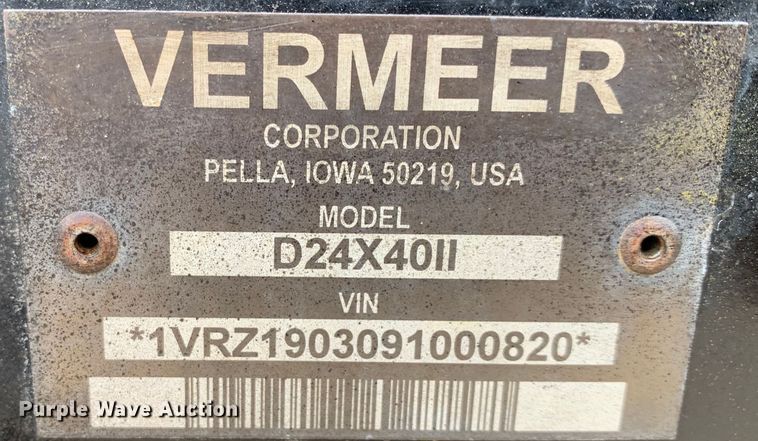 VERMEER
CORPORATION
PELLA, IOWA 50219, USA
MODEL
D24X40II
VIN
*1VRZ1903091000820*
Purple Wave Auction